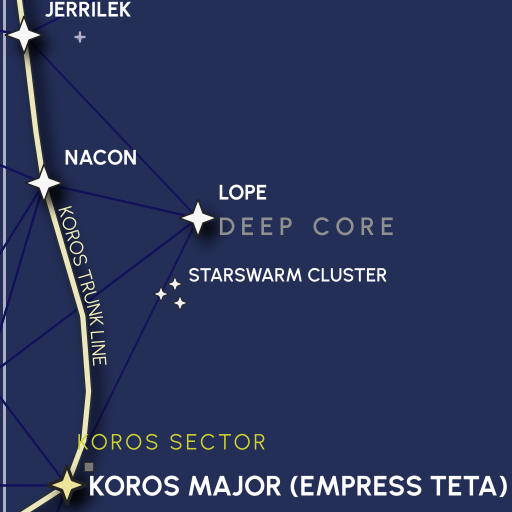 JERRILEK
NACON
LOPE
DEEP CORE
KOROS TRUNK LINE
STARSWARM CLUSTER
KOROS SECTOR
KOROS MAJOR (EMPRESS TETA)